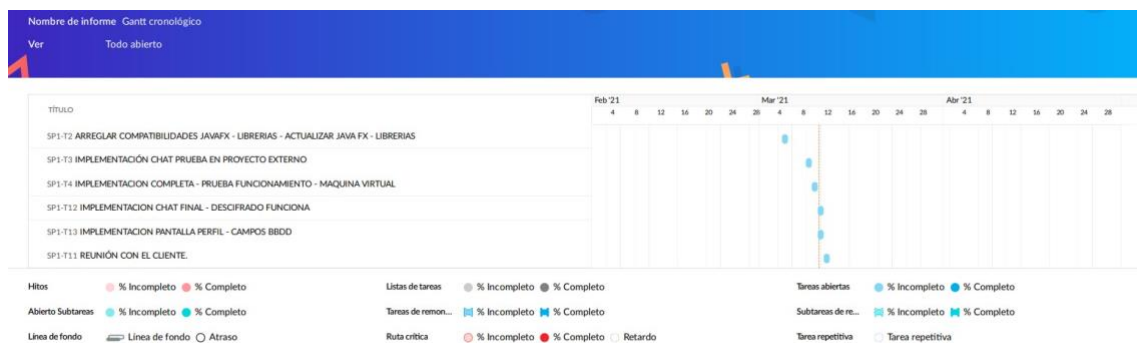 Nombre de informe Gantt cronológico
Ver Todo abierto
TÍTULO Feb '21 Mar '21 Abr '21
4 8 12 16 20 24 28 4 8 12 16 20 24 28 4 8 12 16 20 24 28
SP1-T2 ARREGLAR COMPATIBILIDADES JAVAFX - LIBRERIAS - ACTUALIZAR JAVA FX - LIBRERIAS
SP1-T3 IMPLEMENTACIÓN CHAT PRUEBA EN PROYECTO EXTERNO
SP1-T4 IMPLEMENTACION COMPLETA - PRUEBA FUNCIONAMIENTO - MAQUINA VIRTUAL
SP1-T12 IMPLEMENTACION CHAT FINAL - DESCIFRADO FUNCIONA
SP1-T13 IMPLEMENTACION PANTALLA PERFIL - CAMPOS BBDD
SP1-T11 REUNIÓN CON EL CLIENTE.
Hitos % Incompleto % Completo Listas de tareas % Incompleto % Completo Tareas abiertas % Incompleto % Completo
Abierto Subtareas % Incompleto % Completo Tareas de remon... % Incompleto % Completo Subtareas de re... % Incompleto % Completo
Línea de fondo Línea de fondo Atraso Ruta crítica % Incompleto % Completo Retardo Tarea repetitiva Tarea repetitiva